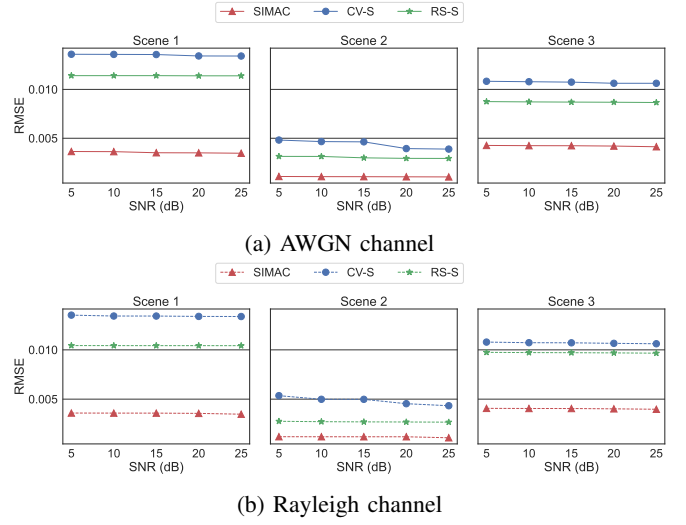 SIMAC CV-S RS-S
Scene 1 Scene 2 Scene 3
RMSE
0.010
0.005
5 10 15 20 25 5 10 15 20 25 5 10 15 20 25
SNR (dB) SNR (dB) SNR (dB)
(a) AWGN channel
SIMAC CV-S RS-S
Scene 1 Scene 2 Scene 3
RMSE
0.010
0.005
5 10 15 20 25 5 10 15 20 25 5 10 15 20 25
SNR (dB) SNR (dB) SNR (dB)
(b) Rayleigh channel